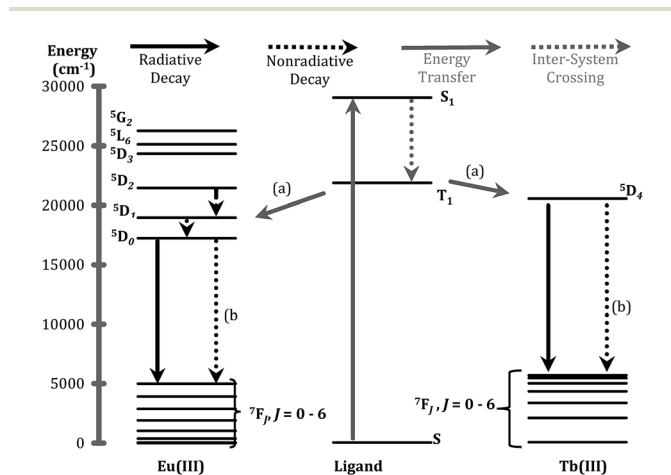 Energy
(cm⁻¹)
Radiative
Decay
Nonradiative
Decay
Energy
Transfer
Inter-System
Crossing
30000
25000
20000
15000
10000
5000
0
⁵G₂
⁵L₆
⁵D₃
⁵D₂
⁵D₁
⁵D₀
(b
⁷F_J, J = 0 - 6
Eu(III)
S₁
(a)
T₁
(a)
S
Ligand
⁵D₄
(b)
⁷F_J, J = 0 - 6
Tb(III)